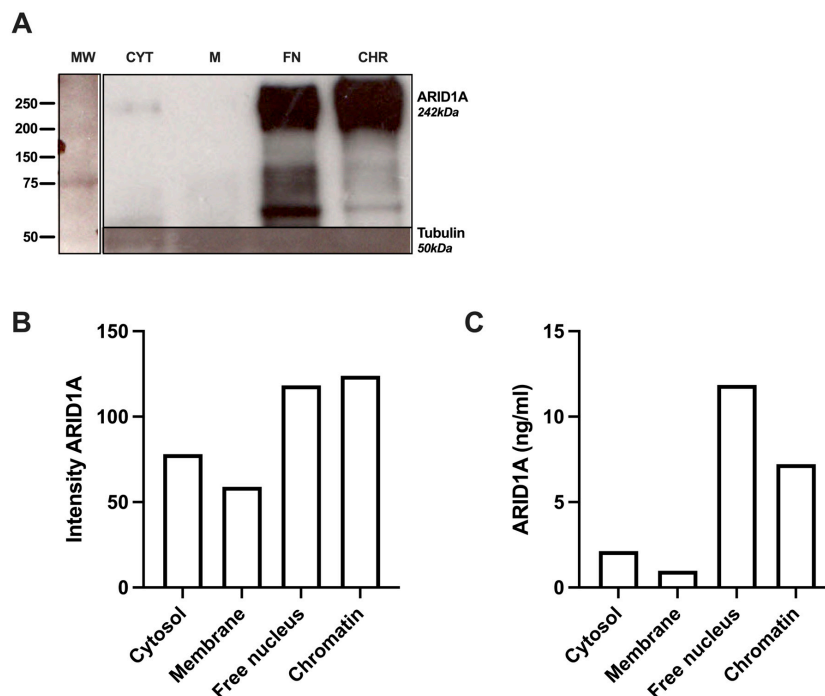 A
MW CYT M FN CHR
250
200
150
75
50
ARID1A
242kDa
Tubulin
50kDa
B
Intensity ARID1A
150
100
50
0
Cytosol
Membrane
Free nucleus
Chromatin
C
ARID1A (ng/ml)
15
10
5
0
Cytosol
Membrane
Free nucleus
Chromatin